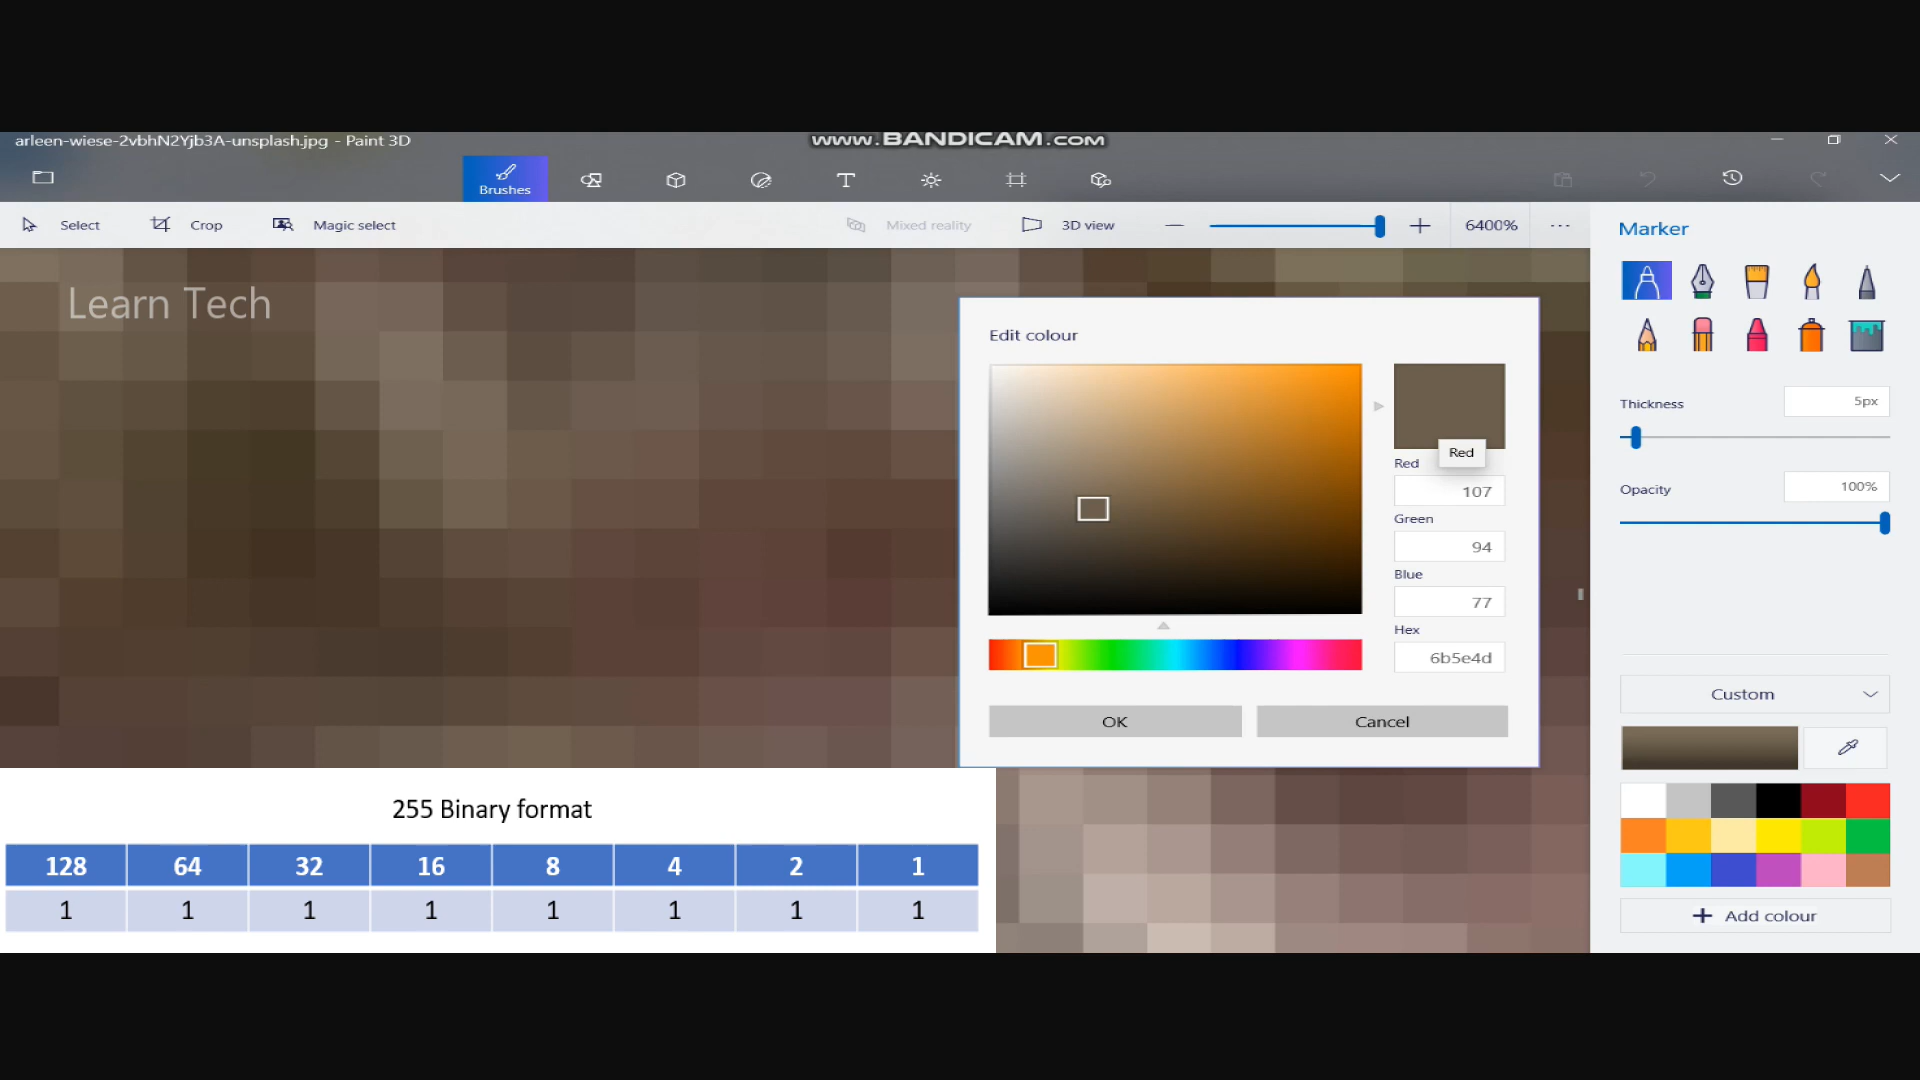 arleen-wiese-2vbhN2Yjb3A-unsplash.jpg - Paint 3D
www.BANDICAM.com
Brushes
Select
Crop
Magic select
Mixed reality
3D view
6400%
Marker
Learn Tech
Edit colour
Thickness
5px
Red
Red
107
Opacity
100%
Green
94
Blue
77
Hex
6b5e4d
Custom
OK
Cancel
255 Binary format
128 64 32 16 8 4 2 1
1 1 1 1 1 1 1 1
Add colour